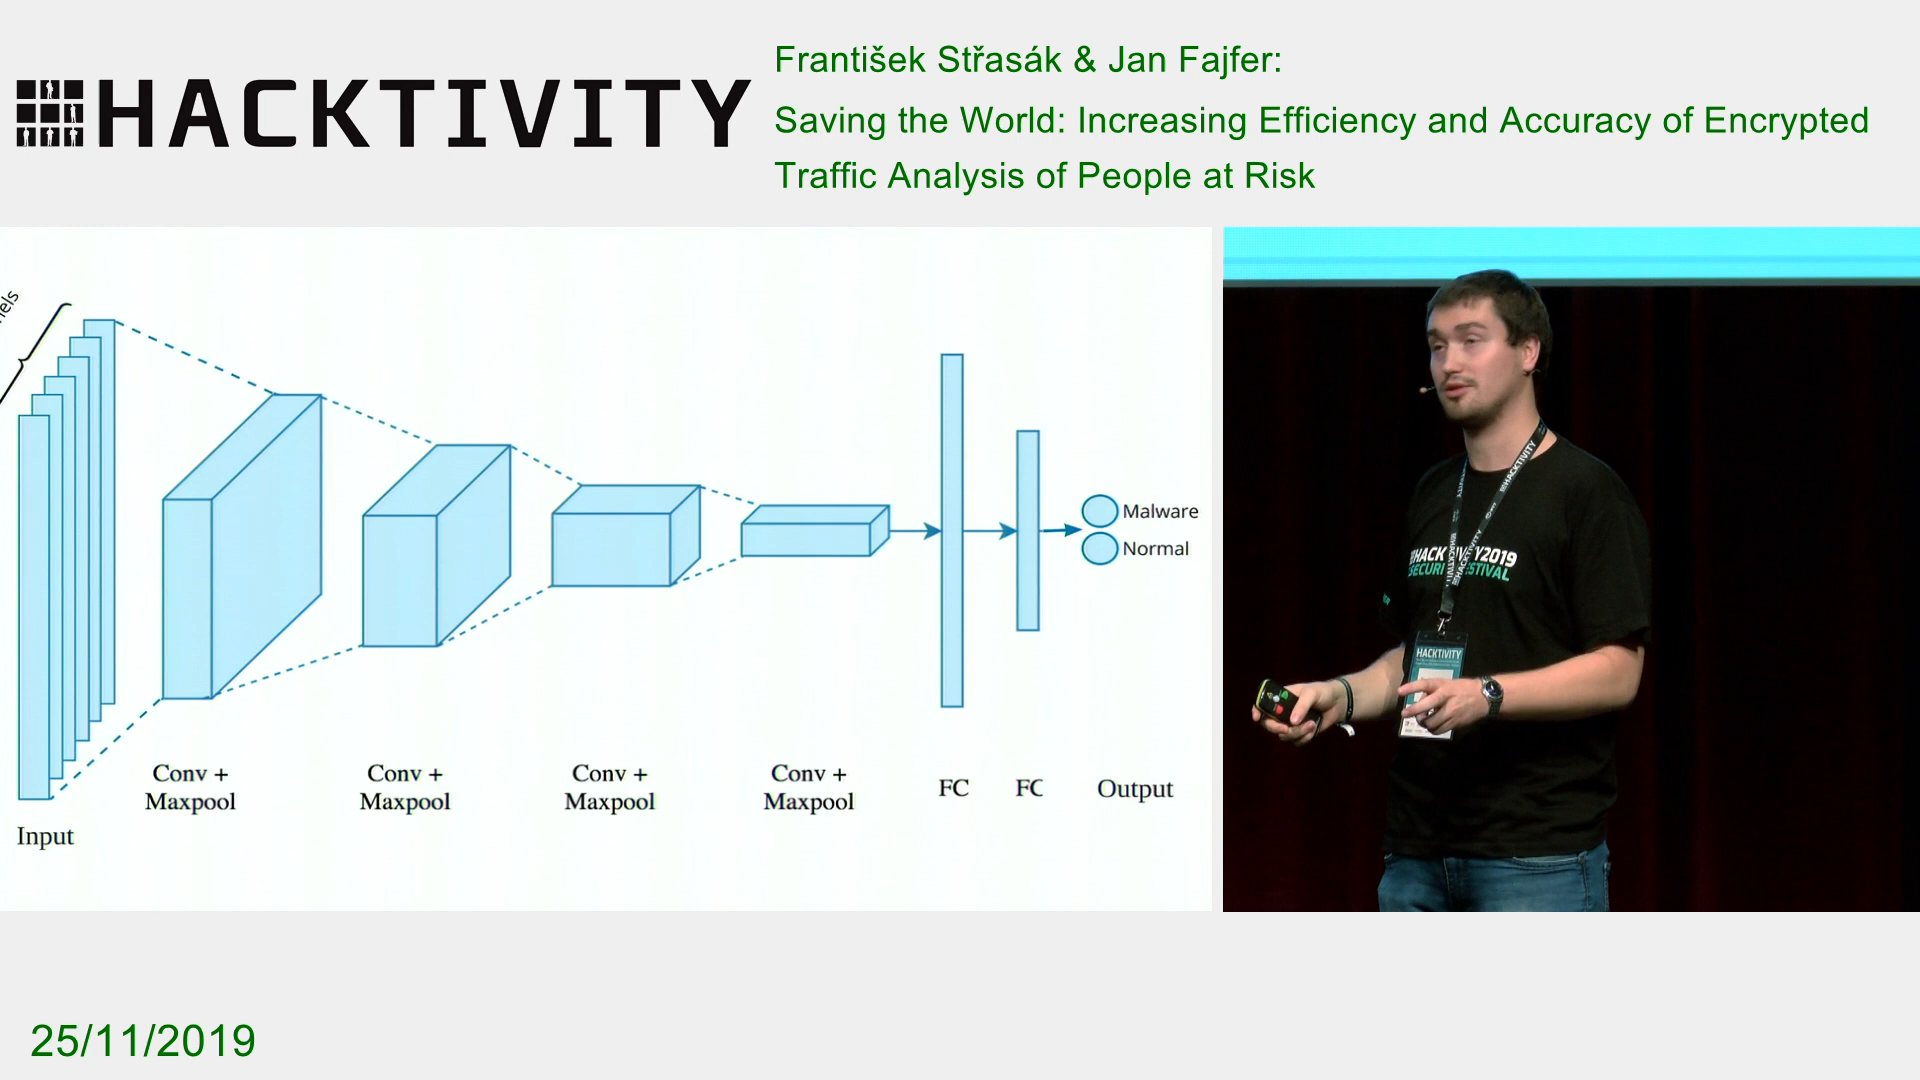 HACKTIVITY
František Střasák & Jan Fajfer:
Saving the World: Increasing Efficiency and Accuracy of Encrypted
Traffic Analysis of People at Risk
Malware
Normal
Conv +
Maxpool
Conv +
Maxpool
Conv +
Maxpool
Conv +
Maxpool
FC
FC
Output
Input
HACKTIVITY
HACKTIVITY
25/11/2019